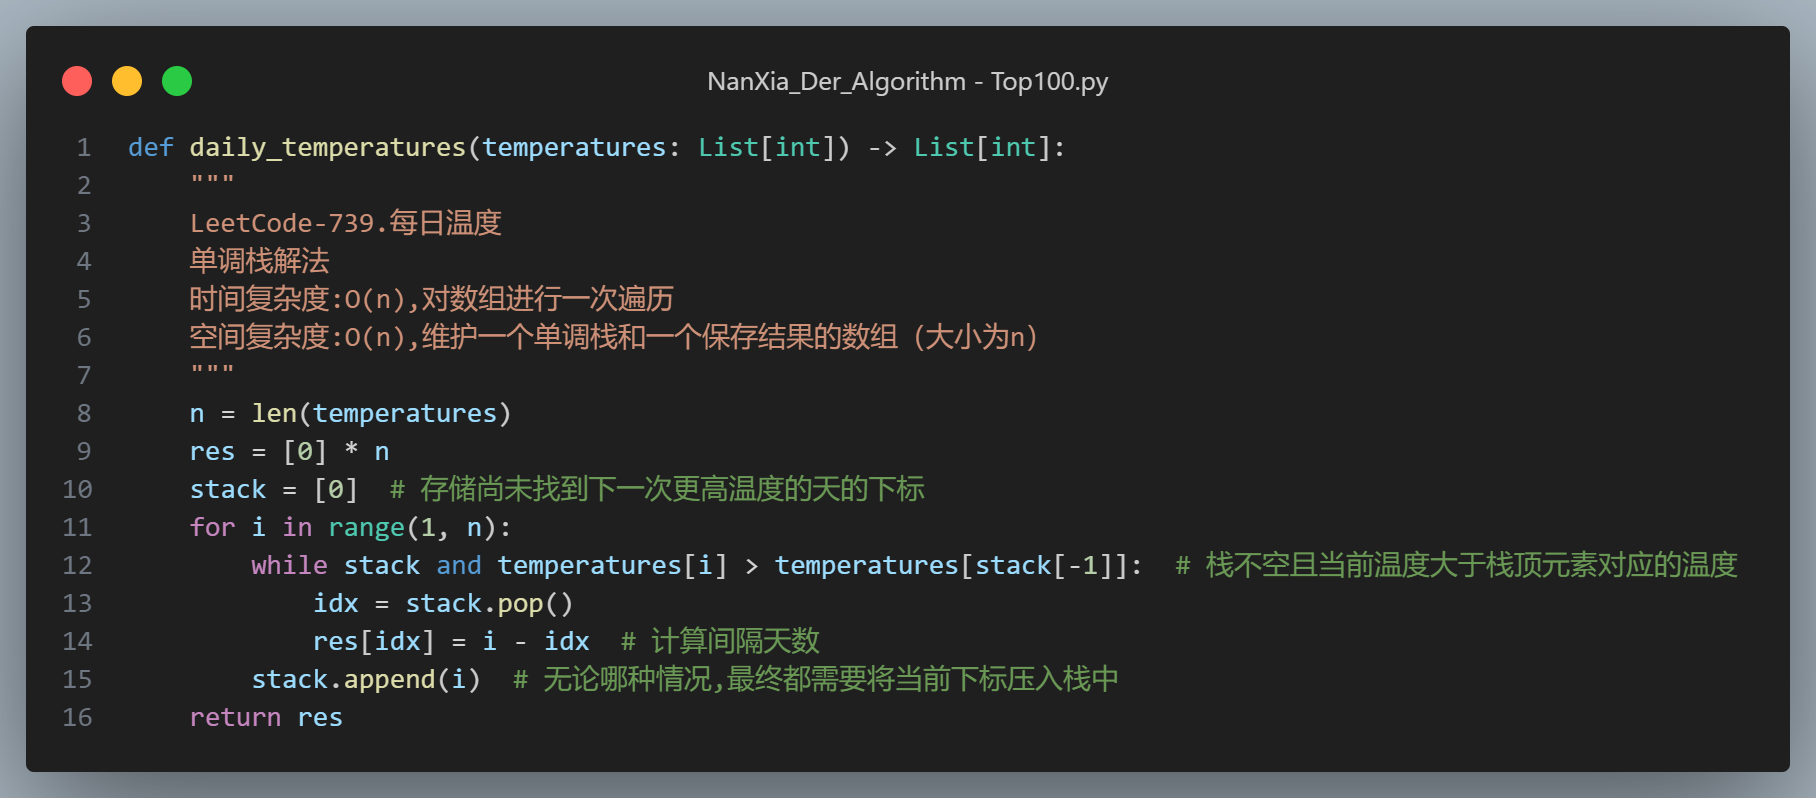 NanXia_Der_Algorithm - Top100.py
1 def daily_temperatures(temperatures: List[int]) -> List[int]:
2     """
3     LeetCode-739.每日温度
4     单调栈解法
5     时间复杂度:O(n),对数组进行一次遍历
6     空间复杂度:O(n),维护一个单调栈和一个保存结果的数组（大小为n）
7     """
8     n = len(temperatures)
9     res = [0] * n
10     stack = [0]  # 存储尚未找到下一次更高温度的天的下标
11     for i in range(1, n):
12         while stack and temperatures[i] > temperatures[stack[-1]]:  # 栈不空且当前温度大于栈顶元素对应的温度
13             idx = stack.pop()
14             res[idx] = i - idx  # 计算间隔天数
15         stack.append(i)  # 无论哪种情况,最终都需要将当前下标压入栈中
16     return res